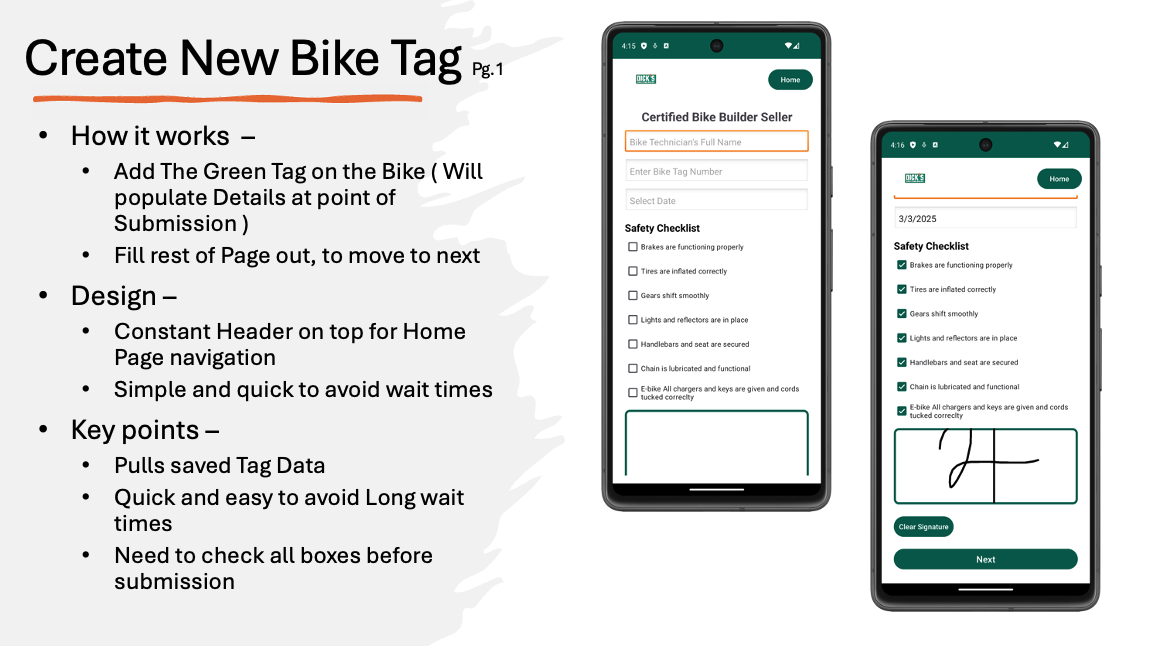 Create New Bike Tag Pg.1
• How it works –
• Add The Green Tag on the Bike ( Will
populate Details at point of
Submission )
• Fill rest of Page out, to move to next
• Design –
• Constant Header on top for Home
Page navigation
• Simple and quick to avoid wait times
• Key points –
• Pulls saved Tag Data
• Quick and easy to avoid Long wait
times
• Need to check all boxes before
submission
4:15
DICK'S
Home
Certified Bike Builder Seller
Bike Technician's Full Name
Enter Bike Tag Number
Select Date
Safety Checklist
Brakes are functioning properly
Tires are inflated correctly
Gears shift smoothly
Lights and reflectors are in place
Handlebars and seat are secured
Chain is lubricated and functional
E-bike All chargers and keys are given and cords
tucked correclty
4:16
DICK'S
Home
3/3/2025
Safety Checklist
Brakes are functioning properly
Tires are inflated correctly
Gears shift smoothly
Lights and reflectors are in place
Handlebars and seat are secured
Chain is lubricated and functional
E-bike All chargers and keys are given and cords
tucked correclty
Clear Signature
Next